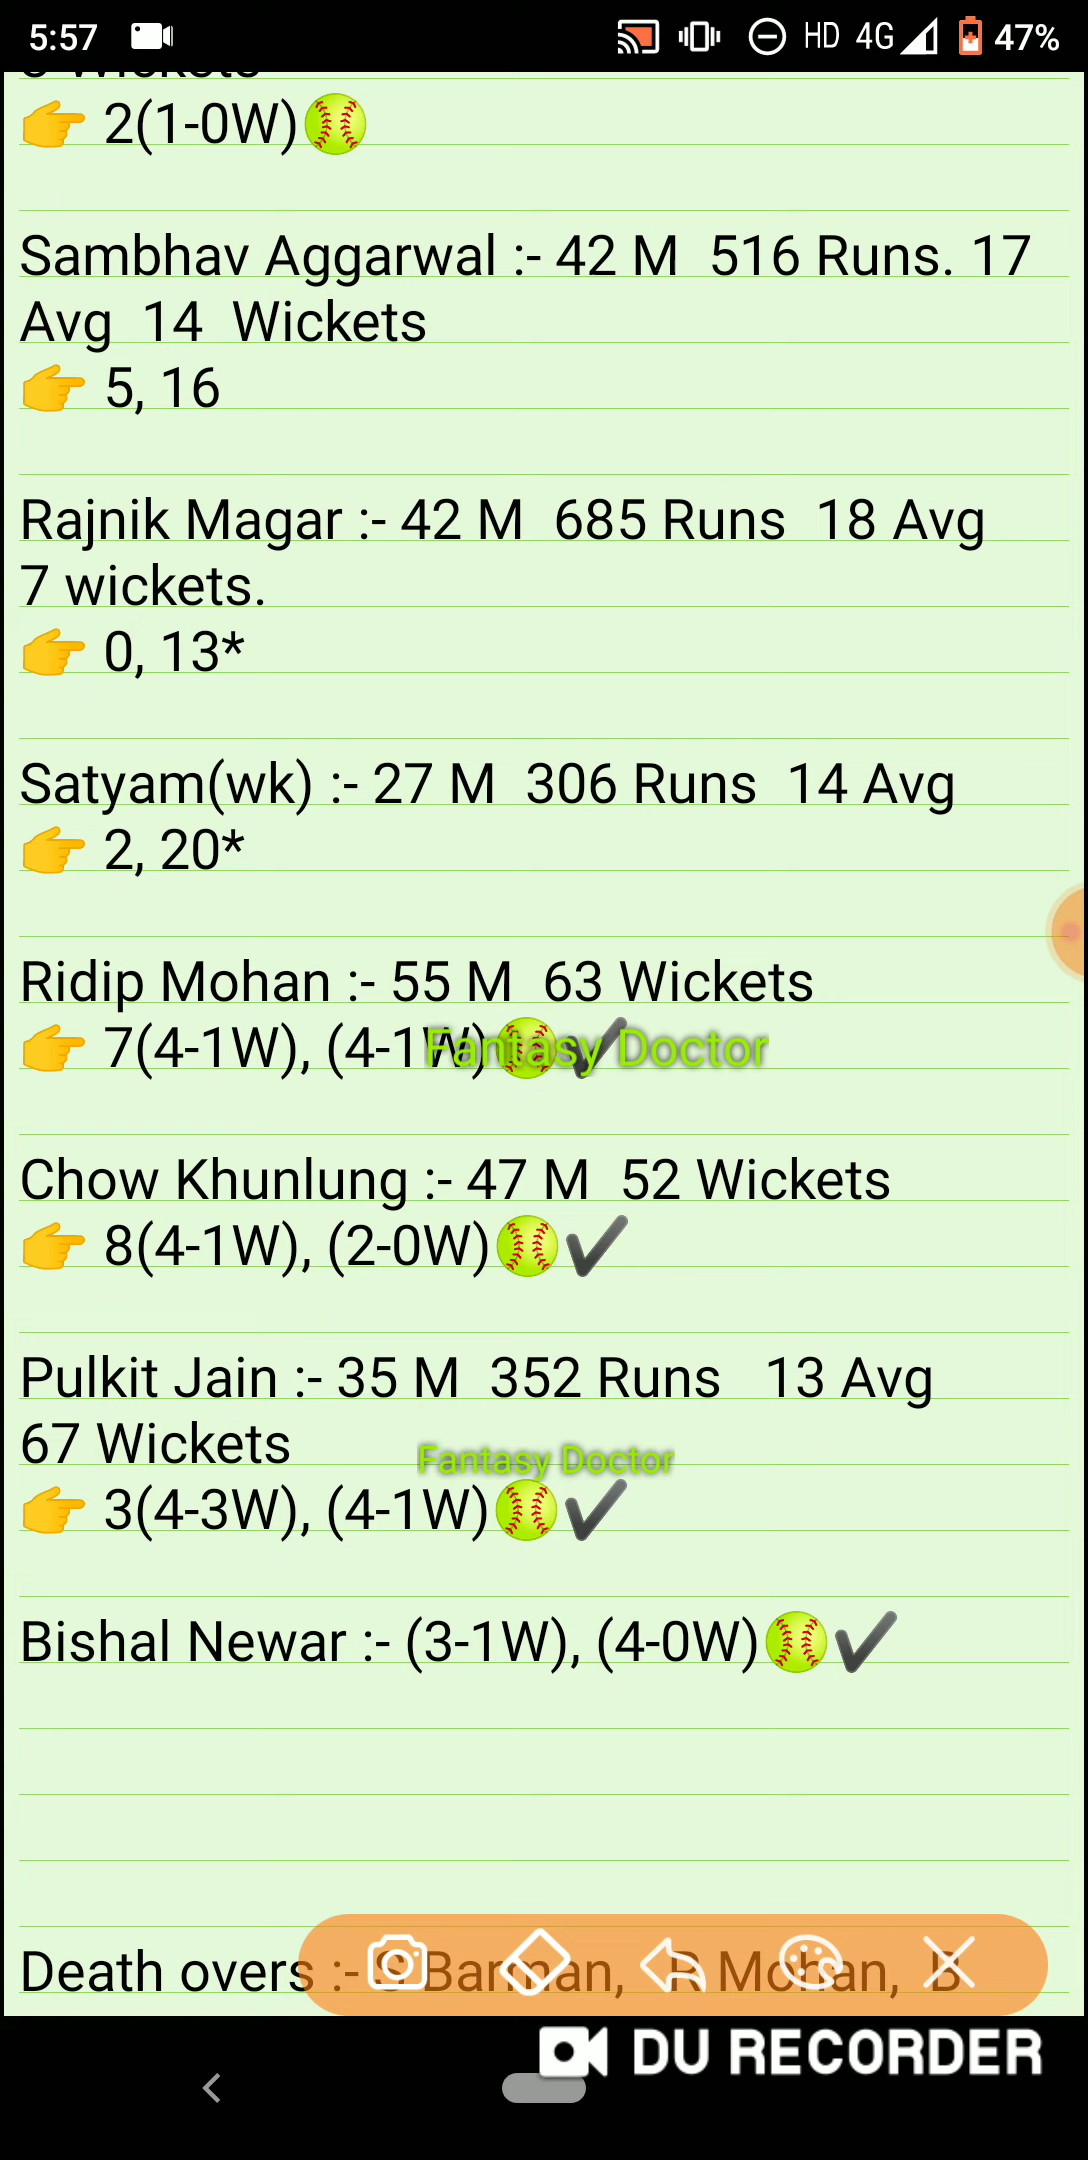 5:57 HD 4G 47%
👉 2(1-0W)🥎
Sambhav Aggarwal :- 42 M 516 Runs. 17
Avg 14 Wickets
👉 5, 16
Rajnik Magar :- 42 M 685 Runs 18 Avg
7 wickets.
👉 0, 13*
Satyam(wk) :- 27 M 306 Runs 14 Avg
👉 2, 20*
Ridip Mohan :- 55 M 63 Wickets
👉 7(4-1W), (4-1W)🥎✔
Fantasy Doctor
Chow Khunlung :- 47 M 52 Wickets
👉 8(4-1W), (2-0W)🥎✔
Pulkit Jain :- 35 M 352 Runs 13 Avg
67 Wickets
Fantasy Doctor
👉 3(4-3W), (4-1W)🥎✔
Bishal Newar :- (3-1W), (4-0W)🥎✔
Death overs :- S Barman, R Mohan, B
DU RECORDER